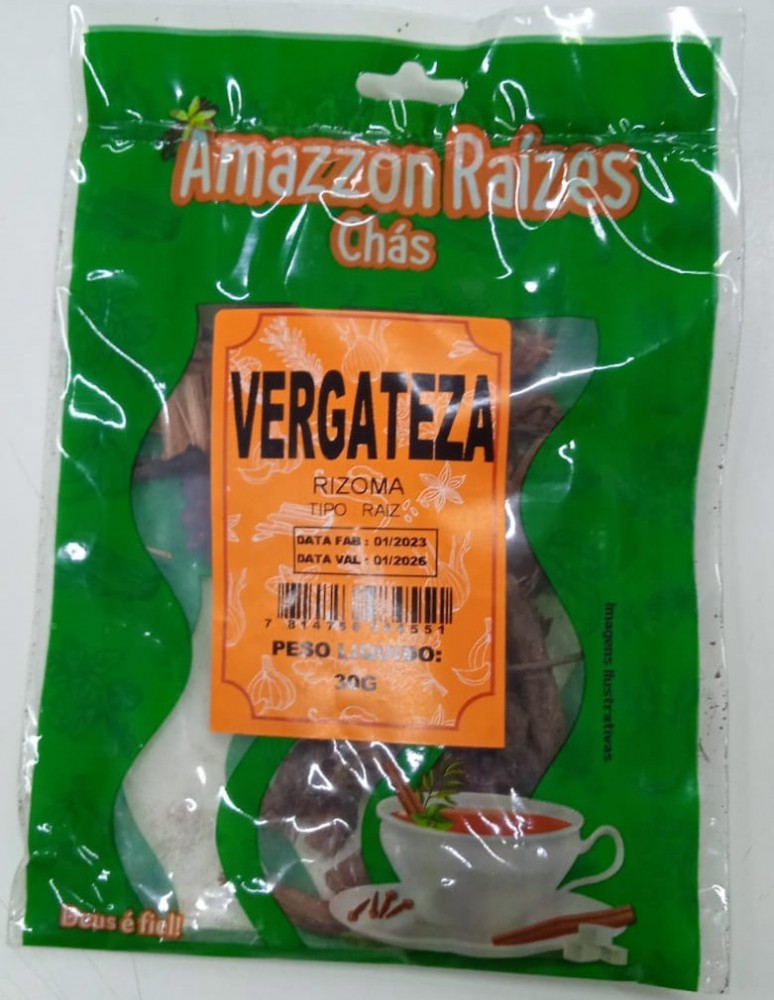 Amazzon Raízes
Chás
VERGATEZA
RIZOMA
TIPO RAIZ
DATA FAB : 01/2023
DATA VAL : 01/2026
PESO LIQUIDO:
30G
Imagens ilustrativas
Deus é fiel!